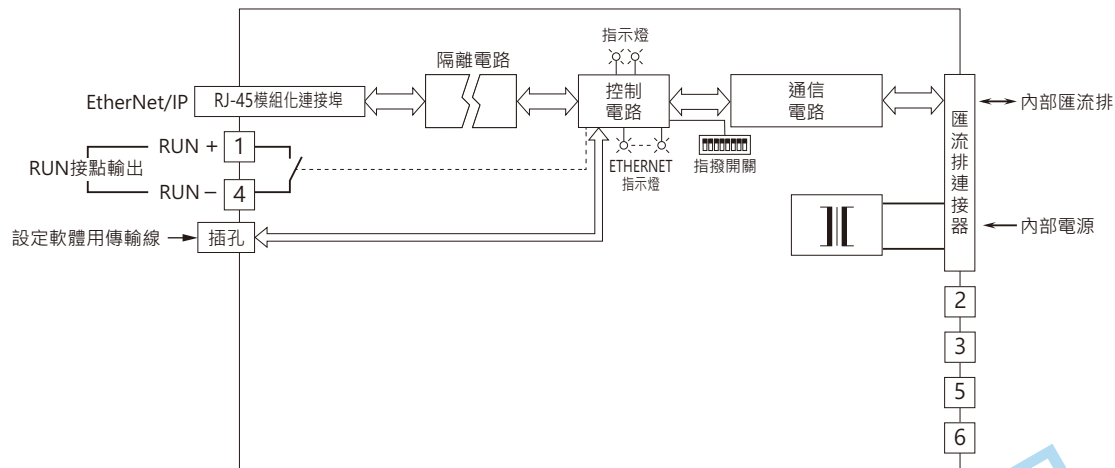 指示燈
隔離電路
EtherNet/IP
RJ-45模組化連接埠
控制
電路
通信
電路
匯流排連接器
內部匯流排
RUN +
1
RUN接點輸出
RUN –
4
ETHERNET
指示燈
指撥開關
設定軟體用傳輸線
插孔
內部電源
2
3
5
6